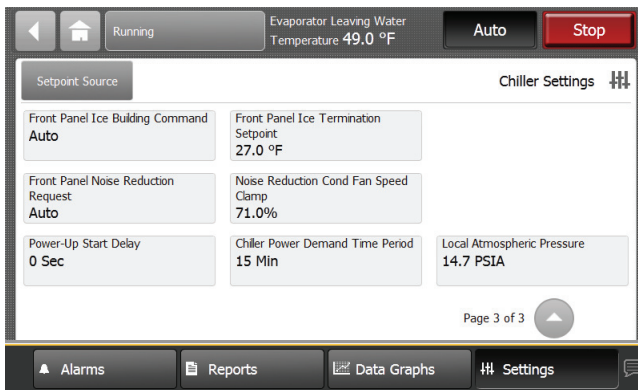 Running
Evaporator Leaving Water
Temperature 49.0 °F
Auto
Stop
Setpoint Source
Chiller Settings
Front Panel Ice Building Command
Auto
Front Panel Ice Termination
Setpoint
27.0 °F
Front Panel Noise Reduction
Request
Auto
Noise Reduction Cond Fan Speed
Clamp
71.0%
Power-Up Start Delay
0 Sec
Chiller Power Demand Time Period
15 Min
Local Atmospheric Pressure
14.7 PSIA
Page 3 of 3
Alarms
Reports
Data Graphs
Settings